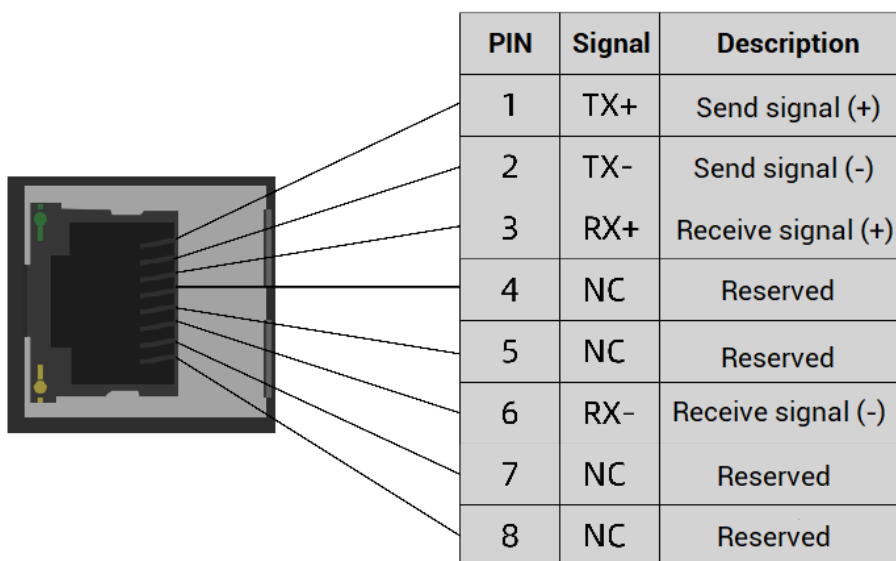 PIN Signal Description
1 TX+ Send signal (+)
2 TX- Send signal (-)
3 RX+ Receive signal (+)
4 NC Reserved
5 NC Reserved
6 RX- Receive signal (-)
7 NC Reserved
8 NC Reserved